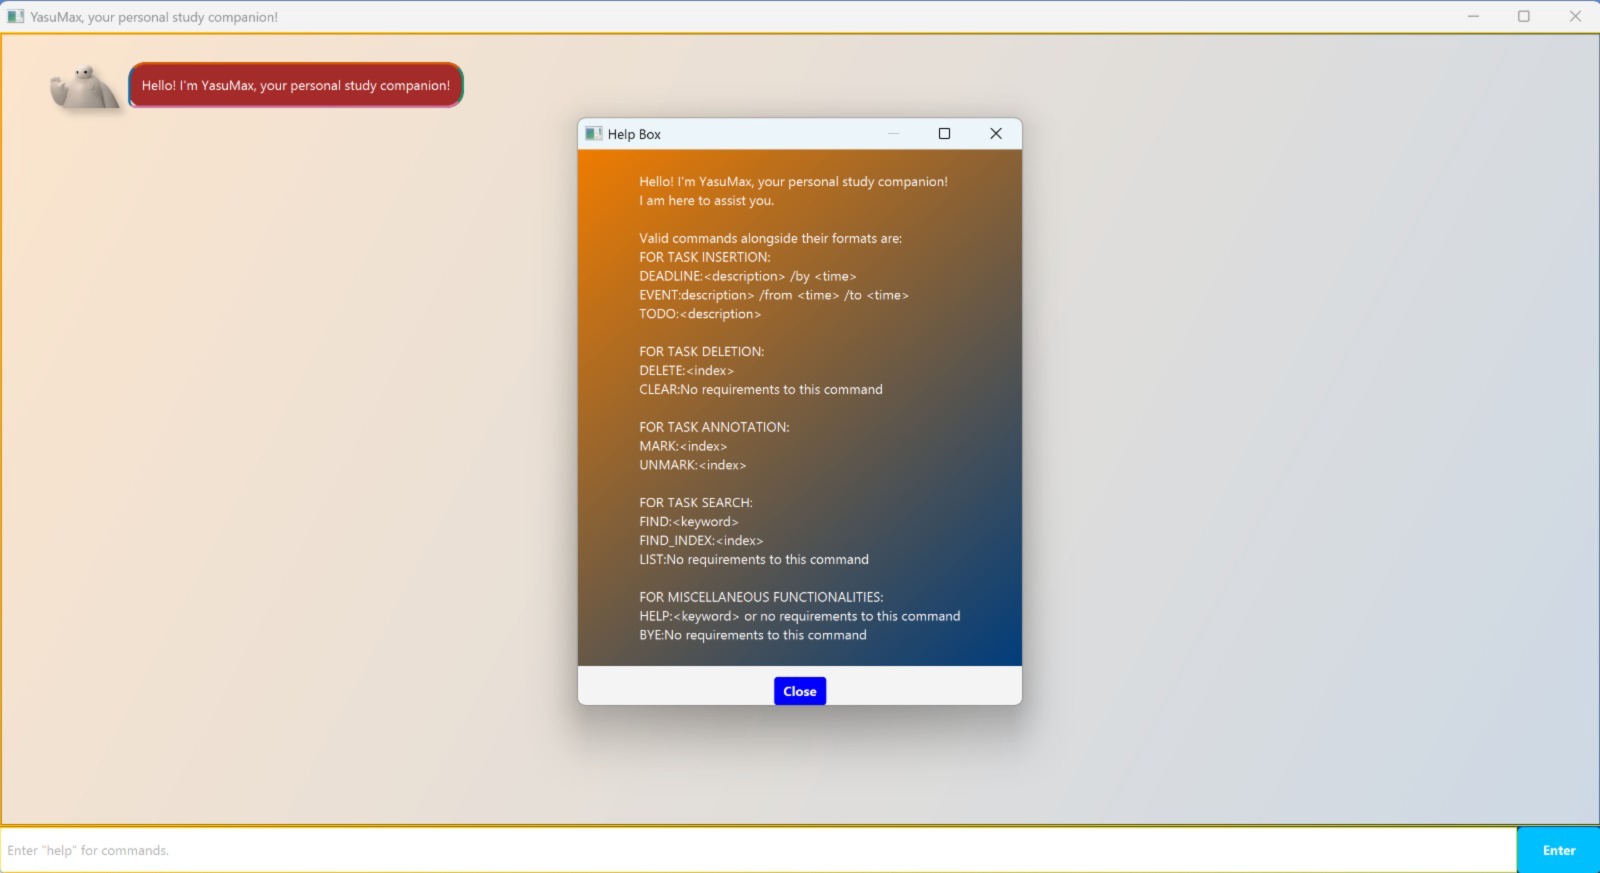 YasuMax, your personal study companion!
Hello! I'm YasuMax, your personal study companion!
Help Box
Hello! I'm YasuMax, your personal study companion!
I am here to assist you.
Valid commands alongside their formats are:
FOR TASK INSERTION:
DEADLINE:<description> /by <time>
EVENT:description> /from <time> /to <time>
TODO:<description>
FOR TASK DELETION:
DELETE:<index>
CLEAR:No requirements to this command
FOR TASK ANNOTATION:
MARK:<index>
UNMARK:<index>
FOR TASK SEARCH:
FIND:<keyword>
FIND_INDEX:<index>
LIST:No requirements to this command
FOR MISCELLANEOUS FUNCTIONALITIES:
HELP:<keyword> or no requirements to this command
BYE:No requirements to this command
Close
Enter "help" for commands.
Enter